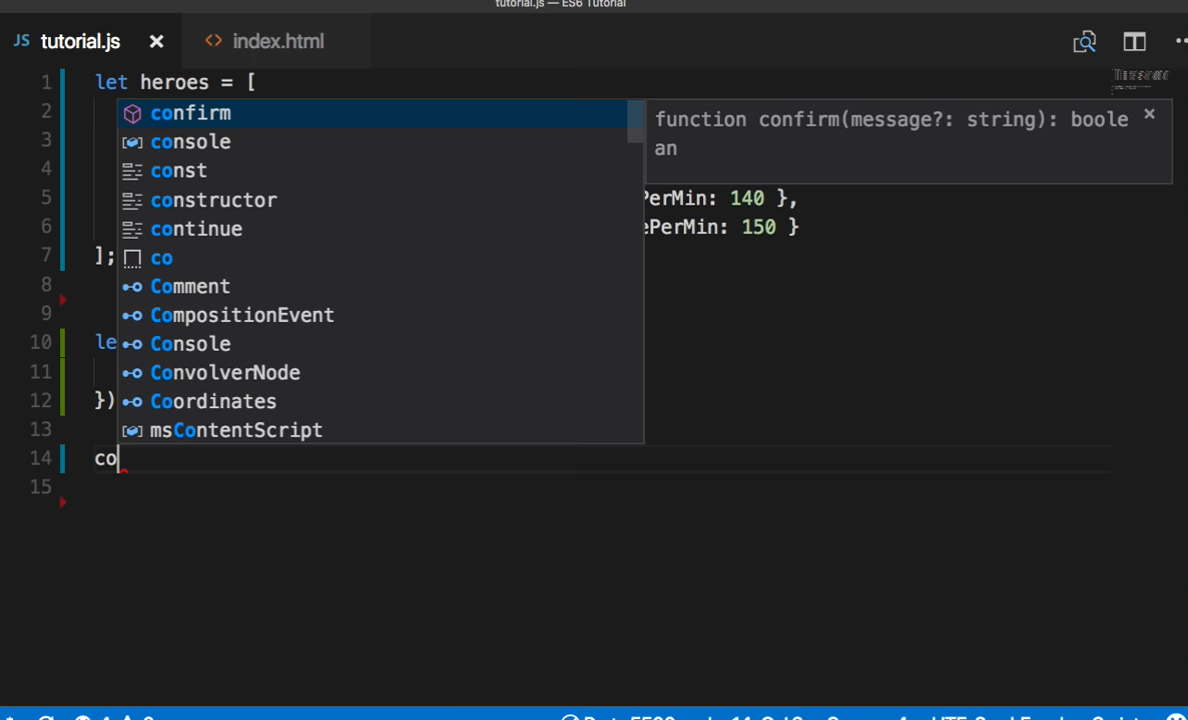 tutorial.js — ES6 Tutorial
JS tutorial.js × <> index.html
1 let heroes = [
2 confirm function confirm(message?: string): boole ×
3 console an
4 const
5 constructor PerMin: 140 },
6 continue ePerMin: 150 }
7 ]; co
8 Comment
9 CompositionEvent
10 le Console
11 ConvolverNode
12 }) Coordinates
13 msContentScript
14 co
15